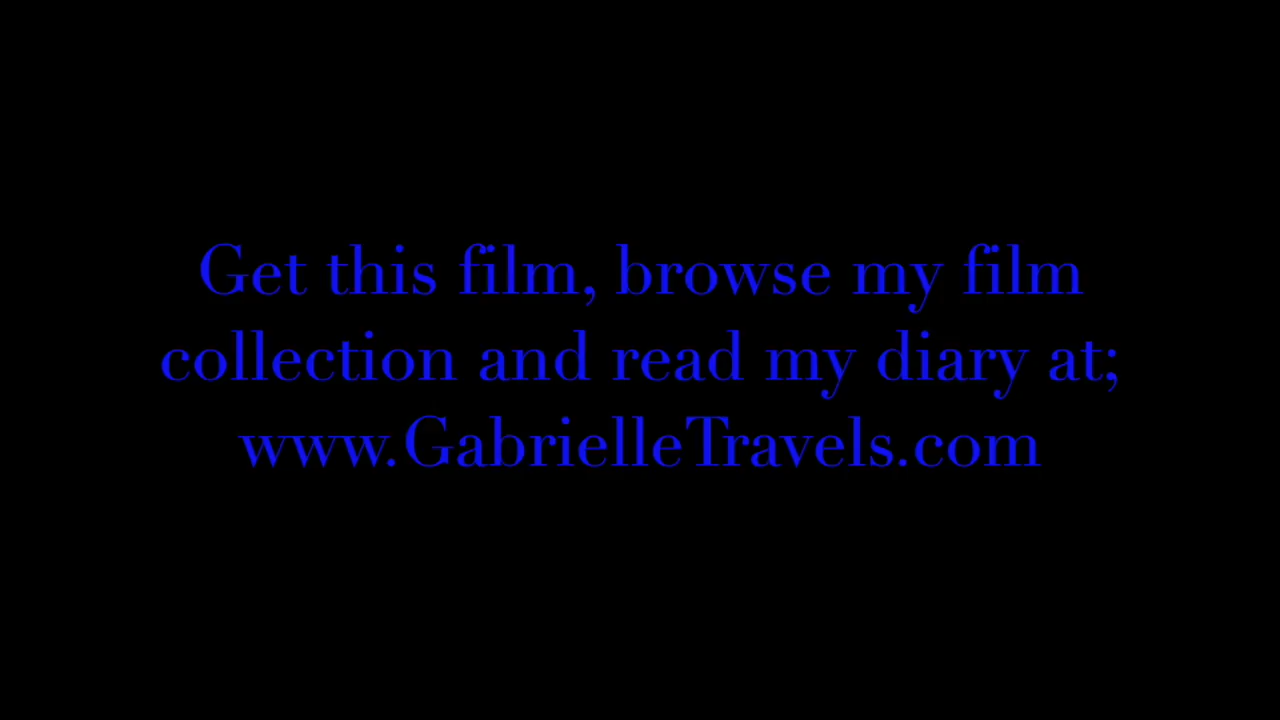 Get this film, browse my film
collection and read my diary at;
www.GabrielleTravels.com